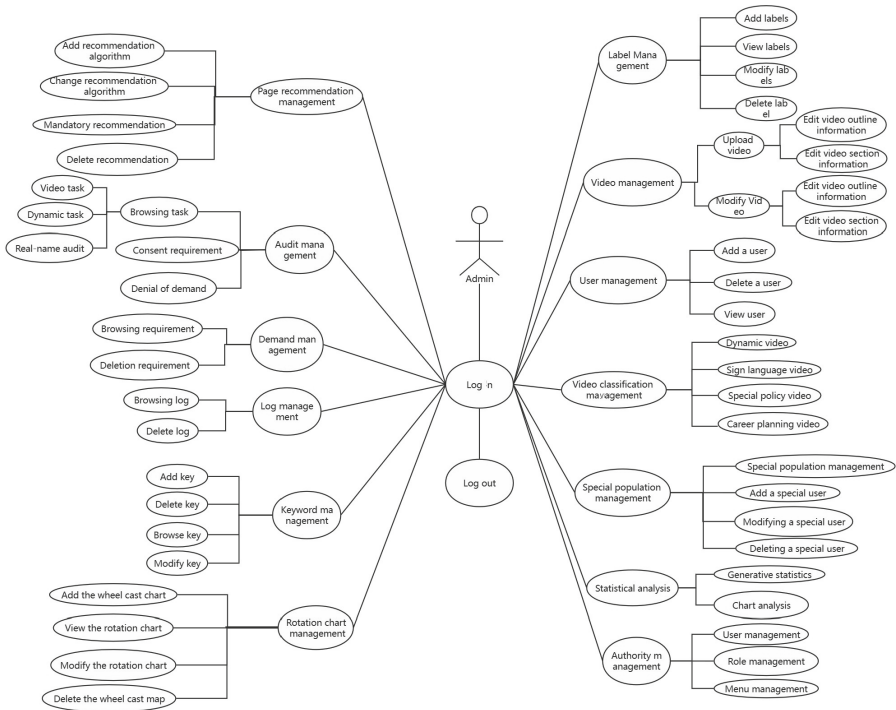 Add recommendation
algorithm
Change recommendation
algorithm
Mandatory recommendation
Delete recommendation
Page recommendation
management
Video task
Dynamic task
Real-name audit
Browsing task
Consent requirement
Denial of demand
Audit mana
gement
Browsing requirement
Deletion requirement
Demand man
agement
Browsing log
Delete log
Log manage
ment
Add key
Delete key
Browse key
Modify key
Keyword ma
nagement
Add the wheel cast chart
View the rotation chart
Modify the rotation chart
Delete the wheel cast map
Rotation chart
management
Admin
Log in
Log out
Label Mana
gement
Add labels
View labels
Modify lab
els
Delete lab
el
Video management
Upload
video
Edit video outline
information
Edit video section
information
Modify Vid
eo
Edit video outline
information
Edit video section
information
User management
Add a user
Delete a user
View user
Video classification
management
Dynamic video
Sign language video
Special policy video
Career planning video
Special population
management
Special population management
Add a special user
Modifying a special user
Deleting a special user
Statistical analysis
Generative statistics
Chart analysis
Authority m
anagement
User management
Role management
Menu management